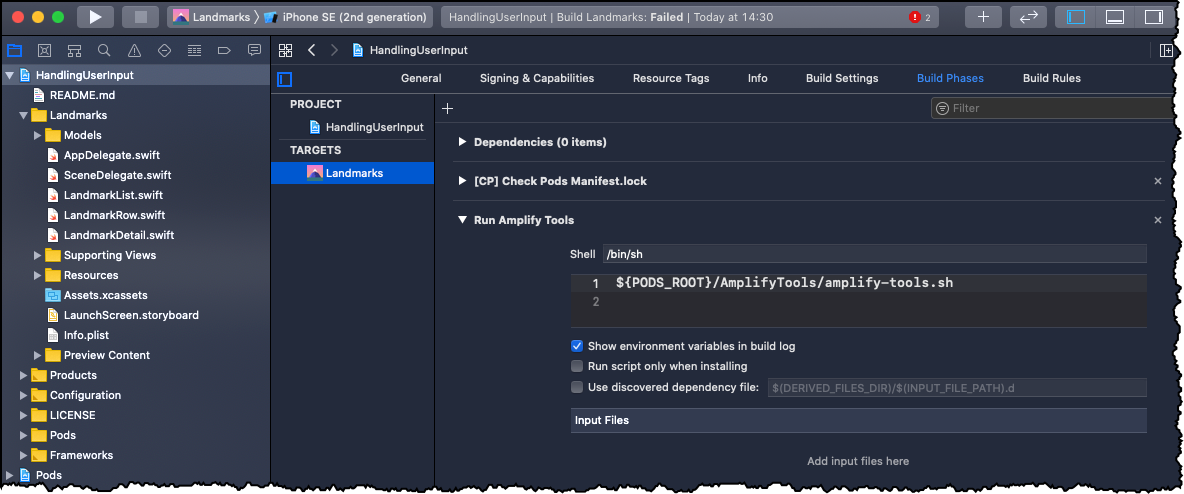 Landmarks 〉 iPhone SE (2nd generation)
HandlingUserInput | Build Landmarks: Failed | Today at 14:30
2
HandlingUserInput
README.md
Landmarks
Models
AppDelegate.swift
SceneDelegate.swift
LandmarkList.swift
LandmarkRow.swift
LandmarkDetail.swift
Supporting Views
Resources
Assets.xcassets
LaunchScreen.storyboard
Info.plist
Preview Content
Products
Configuration
LICENSE
Pods
Frameworks
Pods
HandlingUserInput
General Signing & Capabilities Resource Tags Info Build Settings Build Phases Build Rules
PROJECT
HandlingUserInput
TARGETS
Landmarks
Filter
Dependencies (0 items)
[CP] Check Pods Manifest.lock
Run Amplify Tools
Shell /bin/sh
1 ${PODS_ROOT}/AmplifyTools/amplify-tools.sh
2
Show environment variables in build log
Run script only when installing
Use discovered dependency file: $(DERIVED_FILES_DIR)/$(INPUT_FILE_PATH).d
Input Files
Add input files here